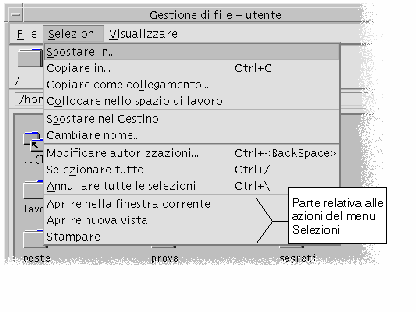 Gestione di file – utente
File Selezioni Visualizzare
Spostare in...
Copiare in... Ctrl+C
Copiare come collegamento...
Collocare nello spazio di lavoro
Spostare nel Cestino
Cambiare nome...
Modificare autorizzazioni... Ctrl+<BackSpace>
Selezionare tutto Ctrl+/
Annullare tutte le selezioni Ctrl+\
Aprire nella finestra corrente
Aprire nuova vista
Stampare
Parte relativa alle
azioni del menu
Selezioni
/
/hom
lavo
poste prova segreti